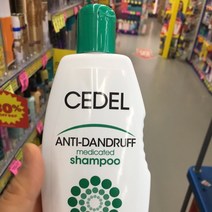 CEDEL
ANTI-DANDRUFF
medicated
shampoo